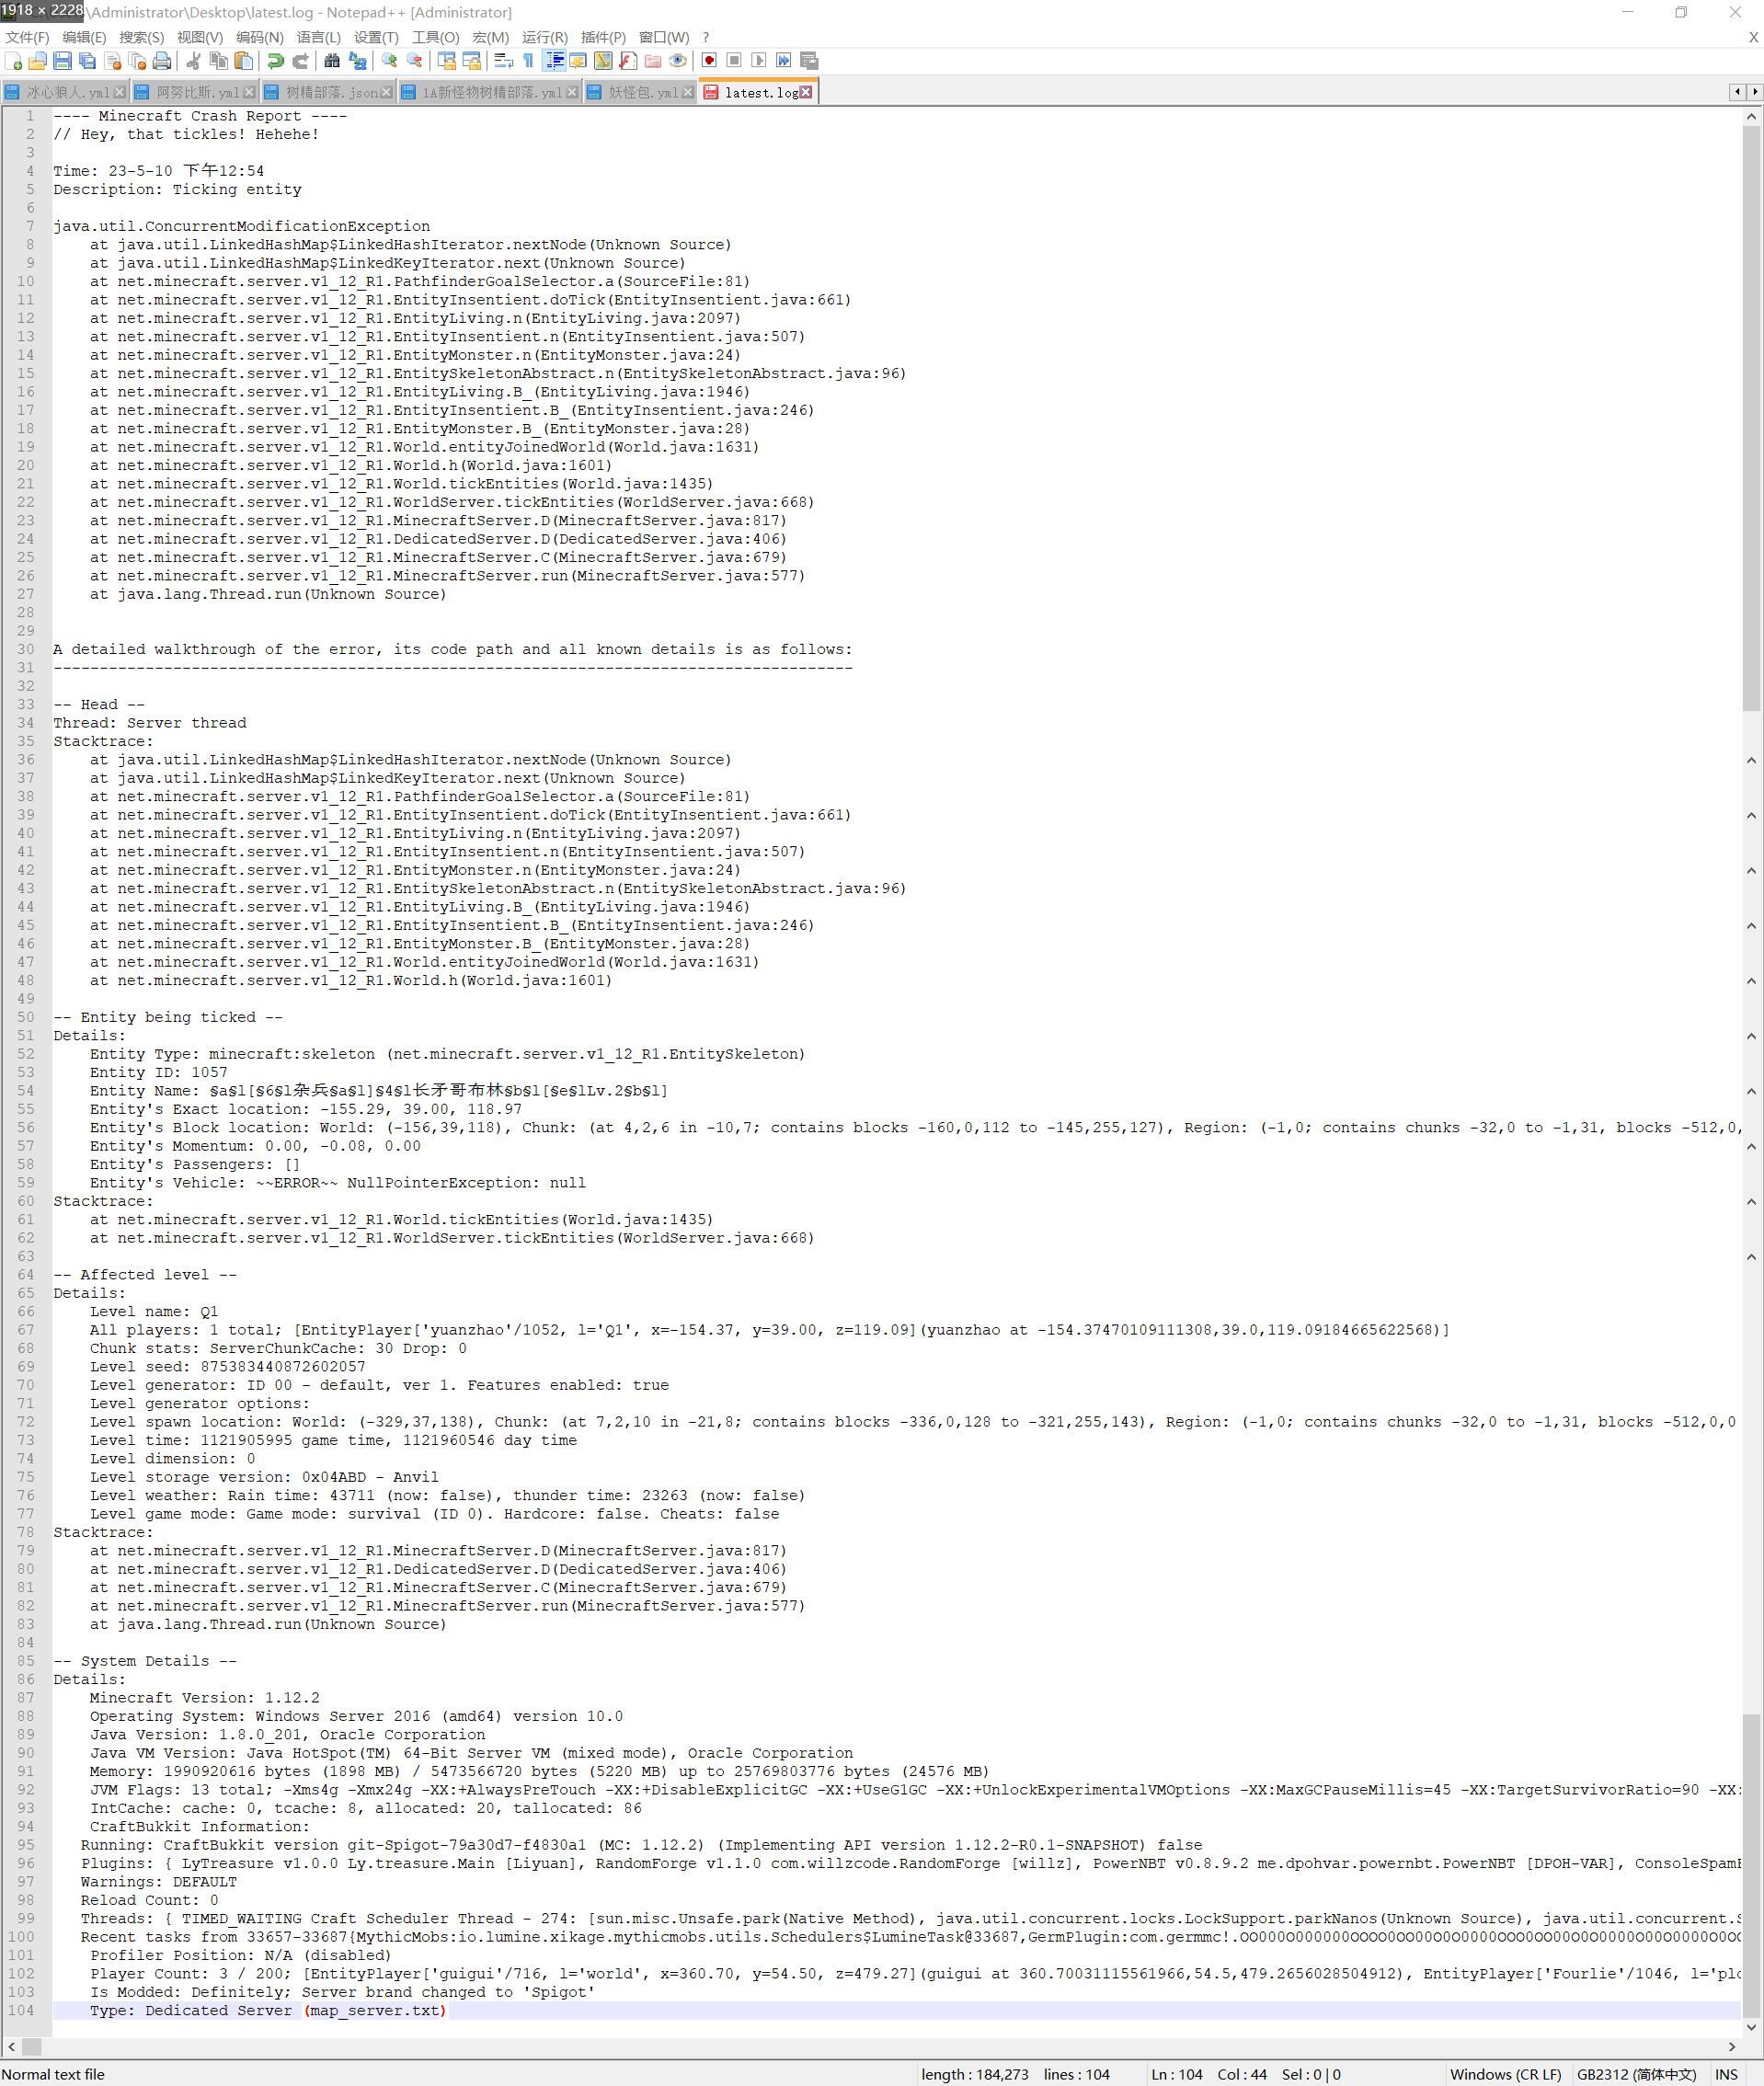 1918 × 2228
\Administrator\Desktop\latest.log - Notepad++ [Administrator]
文件(F) 编辑(E) 搜索(S) 视图(V) 编码(N) 语言(L) 设置(T) 工具(O) 宏(M) 运行(R) 插件(P) 窗口(W) ? X
冰心狼人.yml 阿努比斯.yml 树精部落.json 1A新怪物树精部落.yml 妖怪包.yml latest.log
1 ---- Minecraft Crash Report ----
2 // Hey, that tickles! Hehehe!
3
4 Time: 23-5-10 下午12:54
5 Description: Ticking entity
6
7 java.util.ConcurrentModificationException
8 at java.util.LinkedHashMap$LinkedHashIterator.nextNode(Unknown Source)
9 at java.util.LinkedHashMap$LinkedKeyIterator.next(Unknown Source)
10 at net.minecraft.server.v1_12_R1.PathfinderGoalSelector.a(SourceFile:81)
11 at net.minecraft.server.v1_12_R1.EntityInsentient.doTick(EntityInsentient.java:661)
12 at net.minecraft.server.v1_12_R1.EntityLiving.n(EntityLiving.java:2097)
13 at net.minecraft.server.v1_12_R1.EntityInsentient.n(EntityInsentient.java:507)
14 at net.minecraft.server.v1_12_R1.EntityMonster.n(EntityMonster.java:24)
15 at net.minecraft.server.v1_12_R1.EntitySkeletonAbstract.n(EntitySkeletonAbstract.java:96)
16 at net.minecraft.server.v1_12_R1.EntityLiving.B_(EntityLiving.java:1946)
17 at net.minecraft.server.v1_12_R1.EntityInsentient.B_(EntityInsentient.java:246)
18 at net.minecraft.server.v1_12_R1.EntityMonster.B_(EntityMonster.java:28)
19 at net.minecraft.server.v1_12_R1.World.entityJoinedWorld(World.java:1631)
20 at net.minecraft.server.v1_12_R1.World.h(World.java:1601)
21 at net.minecraft.server.v1_12_R1.World.tickEntities(World.java:1435)
22 at net.minecraft.server.v1_12_R1.WorldServer.tickEntities(WorldServer.java:668)
23 at net.minecraft.server.v1_12_R1.MinecraftServer.D(MinecraftServer.java:817)
24 at net.minecraft.server.v1_12_R1.DedicatedServer.D(DedicatedServer.java:406)
25 at net.minecraft.server.v1_12_R1.MinecraftServer.C(MinecraftServer.java:679)
26 at net.minecraft.server.v1_12_R1.MinecraftServer.run(MinecraftServer.java:577)
27 at java.lang.Thread.run(Unknown Source)
28
29
30 A detailed walkthrough of the error, its code path and all known details is as follows:
31 ---------------------------------------------------------------------------------------
32
33 -- Head --
34 Thread: Server thread
35 Stacktrace:
36 at java.util.LinkedHashMap$LinkedHashIterator.nextNode(Unknown Source)
37 at java.util.LinkedHashMap$LinkedKeyIterator.next(Unknown Source)
38 at net.minecraft.server.v1_12_R1.PathfinderGoalSelector.a(SourceFile:81)
39 at net.minecraft.server.v1_12_R1.EntityInsentient.doTick(EntityInsentient.java:661)
40 at net.minecraft.server.v1_12_R1.EntityLiving.n(EntityLiving.java:2097)
41 at net.minecraft.server.v1_12_R1.EntityInsentient.n(EntityInsentient.java:507)
42 at net.minecraft.server.v1_12_R1.EntityMonster.n(EntityMonster.java:24)
43 at net.minecraft.server.v1_12_R1.EntitySkeletonAbstract.n(EntitySkeletonAbstract.java:96)
44 at net.minecraft.server.v1_12_R1.EntityLiving.B_(EntityLiving.java:1946)
45 at net.minecraft.server.v1_12_R1.EntityInsentient.B_(EntityInsentient.java:246)
46 at net.minecraft.server.v1_12_R1.EntityMonster.B_(EntityMonster.java:28)
47 at net.minecraft.server.v1_12_R1.World.entityJoinedWorld(World.java:1631)
48 at net.minecraft.server.v1_12_R1.World.h(World.java:1601)
49
50 -- Entity being ticked --
51 Details:
52 Entity Type: minecraft:skeleton (net.minecraft.server.v1_12_R1.EntitySkeleton)
53 Entity ID: 1057
54 Entity Name: §a§l[§6§l杂兵§a§l]§4§l长矛哥布林§b§l[§e§lLv.2§b§l]
55 Entity's Exact location: -155.29, 39.00, 118.97
56 Entity's Block location: World: (-156,39,118), Chunk: (at 4,2,6 in -10,7; contains blocks -160,0,112 to -145,255,127), Region: (-1,0; contains chunks -32,0 to -1,31, blocks -512,0,
57 Entity's Momentum: 0.00, -0.08, 0.00
58 Entity's Passengers: []
59 Entity's Vehicle: ~~ERROR~~ NullPointerException: null
60 Stacktrace:
61 at net.minecraft.server.v1_12_R1.World.tickEntities(World.java:1435)
62 at net.minecraft.server.v1_12_R1.WorldServer.tickEntities(WorldServer.java:668)
63
64 -- Affected level --
65 Details:
66 Level name: Q1
67 All players: 1 total; [EntityPlayer['yuanzhao'/1052, l='Q1', x=-154.37, y=39.00, z=119.09](yuanzhao at -154.37470109111308,39.0,119.09184665622568)]
68 Chunk stats: ServerChunkCache: 30 Drop: 0
69 Level seed: 875383440872602057
70 Level generator: ID 00 - default, ver 1. Features enabled: true
71 Level generator options:
72 Level spawn location: World: (-329,37,138), Chunk: (at 7,2,10 in -21,8; contains blocks -336,0,128 to -321,255,143), Region: (-1,0; contains chunks -32,0 to -1,31, blocks -512,0,0
73 Level time: 1121905995 game time, 1121960546 day time
74 Level dimension: 0
75 Level storage version: 0x04ABD - Anvil
76 Level weather: Rain time: 43711 (now: false), thunder time: 23263 (now: false)
77 Level game mode: Game mode: survival (ID 0). Hardcore: false. Cheats: false
78 Stacktrace:
79 at net.minecraft.server.v1_12_R1.MinecraftServer.D(MinecraftServer.java:817)
80 at net.minecraft.server.v1_12_R1.DedicatedServer.D(DedicatedServer.java:406)
81 at net.minecraft.server.v1_12_R1.MinecraftServer.C(MinecraftServer.java:679)
82 at net.minecraft.server.v1_12_R1.MinecraftServer.run(MinecraftServer.java:577)
83 at java.lang.Thread.run(Unknown Source)
84
85 -- System Details --
86 Details:
87 Minecraft Version: 1.12.2
88 Operating System: Windows Server 2016 (amd64) version 10.0
89 Java Version: 1.8.0_201, Oracle Corporation
90 Java VM Version: Java HotSpot(TM) 64-Bit Server VM (mixed mode), Oracle Corporation
91 Memory: 1990920616 bytes (1898 MB) / 5473566720 bytes (5220 MB) up to 25769803776 bytes (24576 MB)
92 JVM Flags: 13 total; -Xms4g -Xmx24g -XX:+AlwaysPreTouch -XX:+DisableExplicitGC -XX:+UseG1GC -XX:+UnlockExperimentalVMOptions -XX:MaxGCPauseMillis=45 -XX:TargetSurvivorRatio=90 -XX:
93 IntCache: cache: 0, tcache: 8, allocated: 20, tallocated: 86
94 CraftBukkit Information:
95 Running: CraftBukkit version git-Spigot-79a30d7-f4830a1 (MC: 1.12.2) (Implementing API version 1.12.2-R0.1-SNAPSHOT) false
96 Plugins: { LyTreasure v1.0.0 Ly.treasure.Main [Liyuan], RandomForge v1.1.0 com.willzcode.RandomForge [willz], PowerNBT v0.8.9.2 me.dpohvar.powernbt.PowerNBT [DPOH-VAR],
97 Warnings: DEFAULT
98 Reload Count: 0
99 Threads: { TIMED_WAITING Craft Scheduler Thread - 274: [sun.misc.Unsafe.park(Native Method), java.util.concurrent.locks.LockSupport.parkNanos(Unknown Source),
100 Recent tasks from 33657-33687{MythicMobs:io.lumine.xikage.mythicmobs.utils.Schedulers$LumineTask@33687,
101 Profiler Position: N/A (disabled)
102 Player Count: 3 / 200; [EntityPlayer['guigui'/716, l='world', x=360.70, y=54.50, z=479.27](guigui at 360.70031115561966,54.5,479.2656028504912), EntityPlayer['Fourlie'/1046,
103 Is Modded: Definitely; Server brand changed to 'Spigot'
104 Type: Dedicated Server (map_server.txt)
Normal text file length : 184,273 lines : 104 Ln : 104 Col : 44 Sel : 0 | 0 Windows (CR LF) GB2312 (简体中文) INS